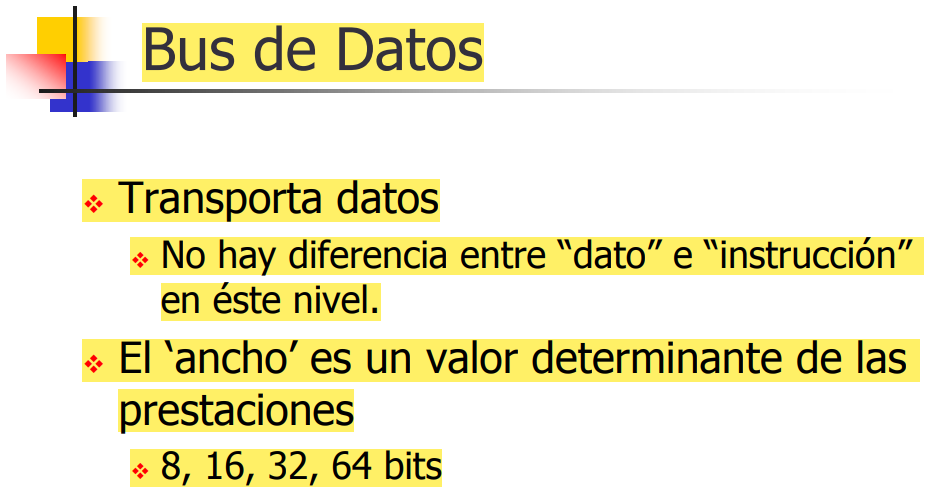 Bus de Datos
Transporta datos
No hay diferencia entre “dato” e “instrucción”
en éste nivel.
El ‘ancho’ es un valor determinante de las
prestaciones
8, 16, 32, 64 bits